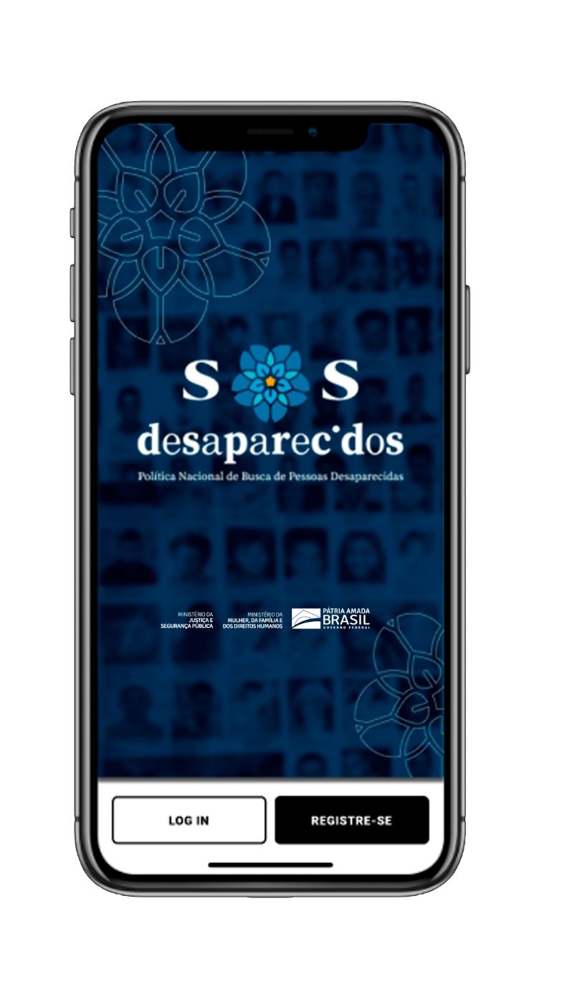 S S
desaparecidos
Política Nacional de Busca de Pessoas Desaparecidas
MINISTÉRIO DA
JUSTIÇA E
SEGURANÇA PÚBLICA
MINISTÉRIO DA
MULHER, DA FAMÍLIA E
DOS DIREITOS HUMANOS
PÁTRIA AMADA
BRASIL
GOVERNO FEDERAL
LOG IN
REGISTRE-SE